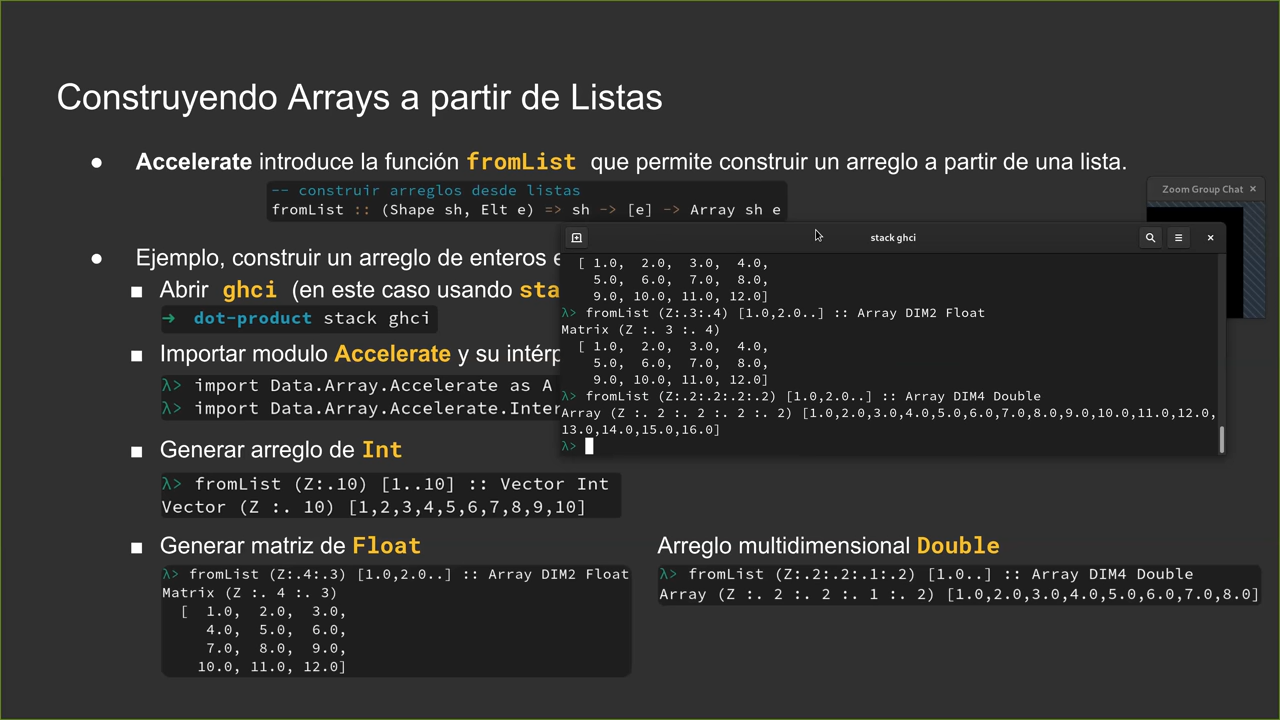 Construyendo Arrays a partir de Listas
● Accelerate introduce la función fromList que permite construir un arreglo a partir de una lista.
-- construir arreglos desde listas
fromList :: (Shape sh, Elt e) => sh -> [e] -> Array sh e
● Ejemplo, construir un arreglo de enteros
■ Abrir ghci (en este caso usando
→ dot-product stack ghci
■ Importar modulo Accelerate y su
λ> import Data.Array.Accelerate as A
λ> import Data.Array.Accelerate.Inter
■ Generar arreglo de Int
λ> fromList (Z:.10) [1..10] :: Vector Int
Vector (Z :. 10) [1,2,3,4,5,6,7,8,9,10]
■ Generar matriz de Float
λ> fromList (Z:.4:.3) [1.0,2.0..] :: Array DIM2 Float
Matrix (Z :. 4 :. 3)
[ 1.0, 2.0, 3.0,
4.0, 5.0, 6.0,
7.0, 8.0, 9.0,
10.0, 11.0, 12.0]
Arreglo multidimensional Double
λ> fromList (Z:.2:.2:.1:.2) [1.0..] :: Array DIM4 Double
Array (Z :. 2 :. 2 :. 1 :. 2) [1.0,2.0,3.0,4.0,5.0,6.0,7.0,8.0]
Zoom Group Chat ×
stack ghci
[ 1.0, 2.0, 3.0, 4.0,
5.0, 6.0, 7.0, 8.0,
9.0, 10.0, 11.0, 12.0]
λ> fromList (Z:.3:.4) [1.0,2.0..] :: Array DIM2 Float
Matrix (Z :. 3 :. 4)
[ 1.0, 2.0, 3.0, 4.0,
5.0, 6.0, 7.0, 8.0,
9.0, 10.0, 11.0, 12.0]
λ> fromList (Z:.2:.2:.2:.2) [1.0,2.0..] :: Array DIM4 Double
Array (Z :. 2 :. 2 :. 2 :. 2) [1.0,2.0,3.0,4.0,5.0,6.0,7.0,8.0,9.0,10.0,11.0,12.0,
13.0,14.0,15.0,16.0]
λ>